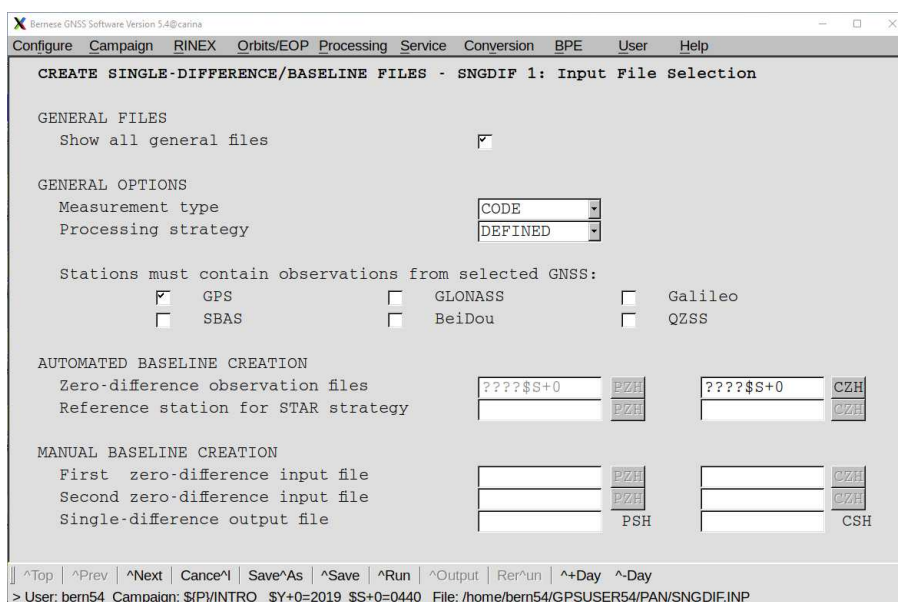 Bernese GNSS Software Version 5.4@carina
Configure Campaign RINEX Orbits/EOP Processing Service Conversion BPE User Help
CREATE SINGLE-DIFFERENCE/BASELINE FILES - SNGDIF 1: Input File Selection
GENERAL FILES
Show all general files
GENERAL OPTIONS
Measurement type CODE
Processing strategy DEFINED
Stations must contain observations from selected GNSS:
GPS GLONASS Galileo
SBAS BeiDou QZSS
AUTOMATED BASELINE CREATION
Zero-difference observation files ????$S+0 PZH ????$S+0 CZH
Reference station for STAR strategy PZH CZH
MANUAL BASELINE CREATION
First zero-difference input file PZH CZH
Second zero-difference input file PZH CZH
Single-difference output file PSH CSH
^Top | ^Prev | ^Next | Cance^l | Save^As | ^Save | ^Run | ^Output | Rer^un | ^+Day ^-Day
> User: bern54 Campaign: ${P}/INTRO $Y+0=2019 $S+0=0440 File: /home/bern54/GPSUSER54/PAN/SNGDIF.INP